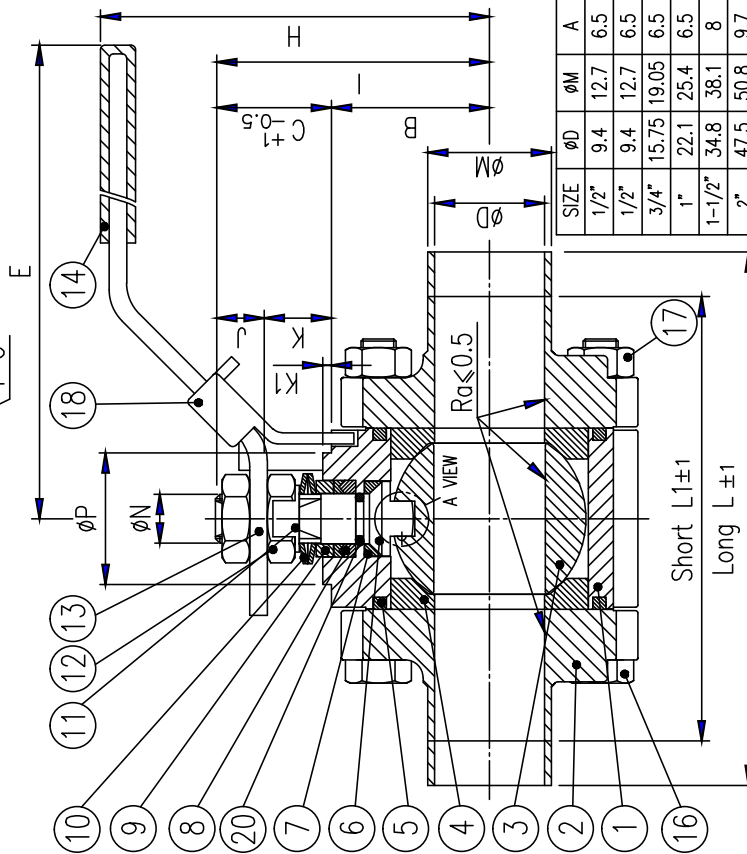 E
H
I
C +1 -0.5
B
J
K
K1
øM
øD
øP
øN
Ra≤0.5
A VIEW
Short L1±1
Long L±1
14
18
13
12
11
10
9
8
20
7
6
5
4
3
2
1
16
17
SIZE øD øM A
1/2" 9.4 12.7 6.5
1/2" 9.4 12.7 6.5
3/4" 15.75 19.05 6.5
1" 22.1 25.4 6.5
1-1/2" 34.8 38.1 8
2" 47.5 50.8 9.7